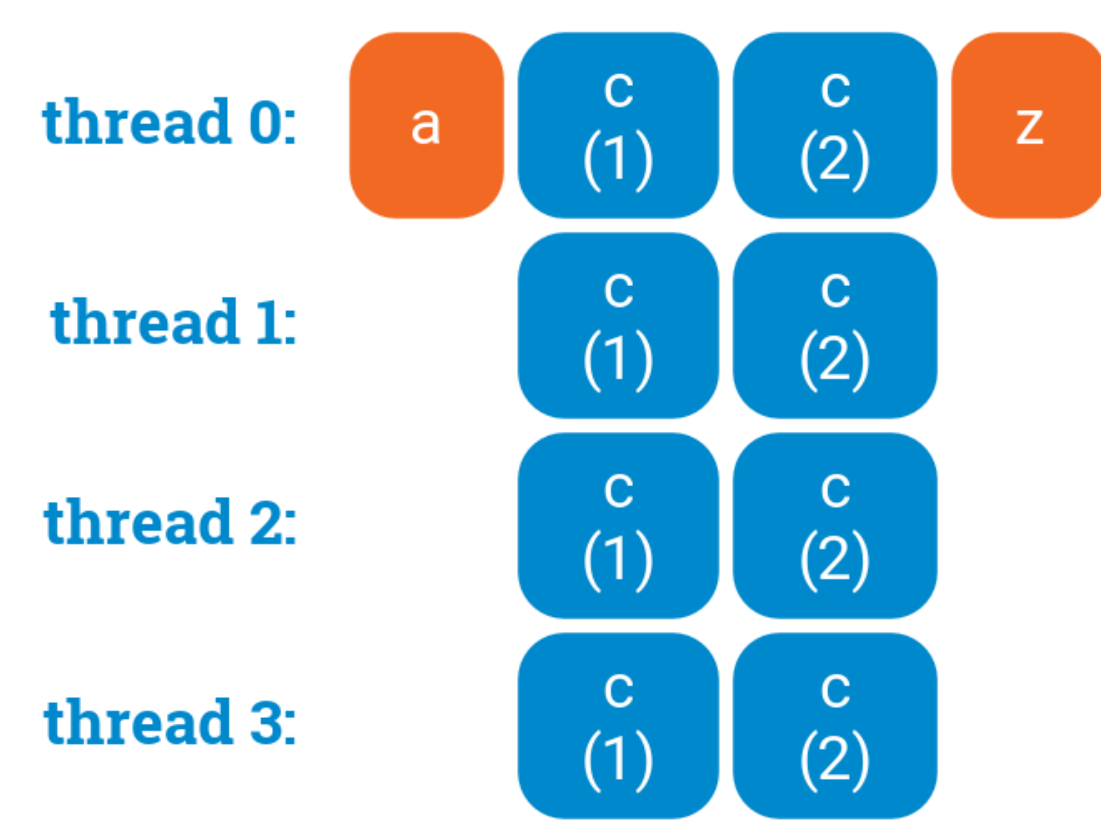 thread 0: a c (1) c (2) z
thread 1: c (1) c (2)
thread 2: c (1) c (2)
thread 3: c (1) c (2)